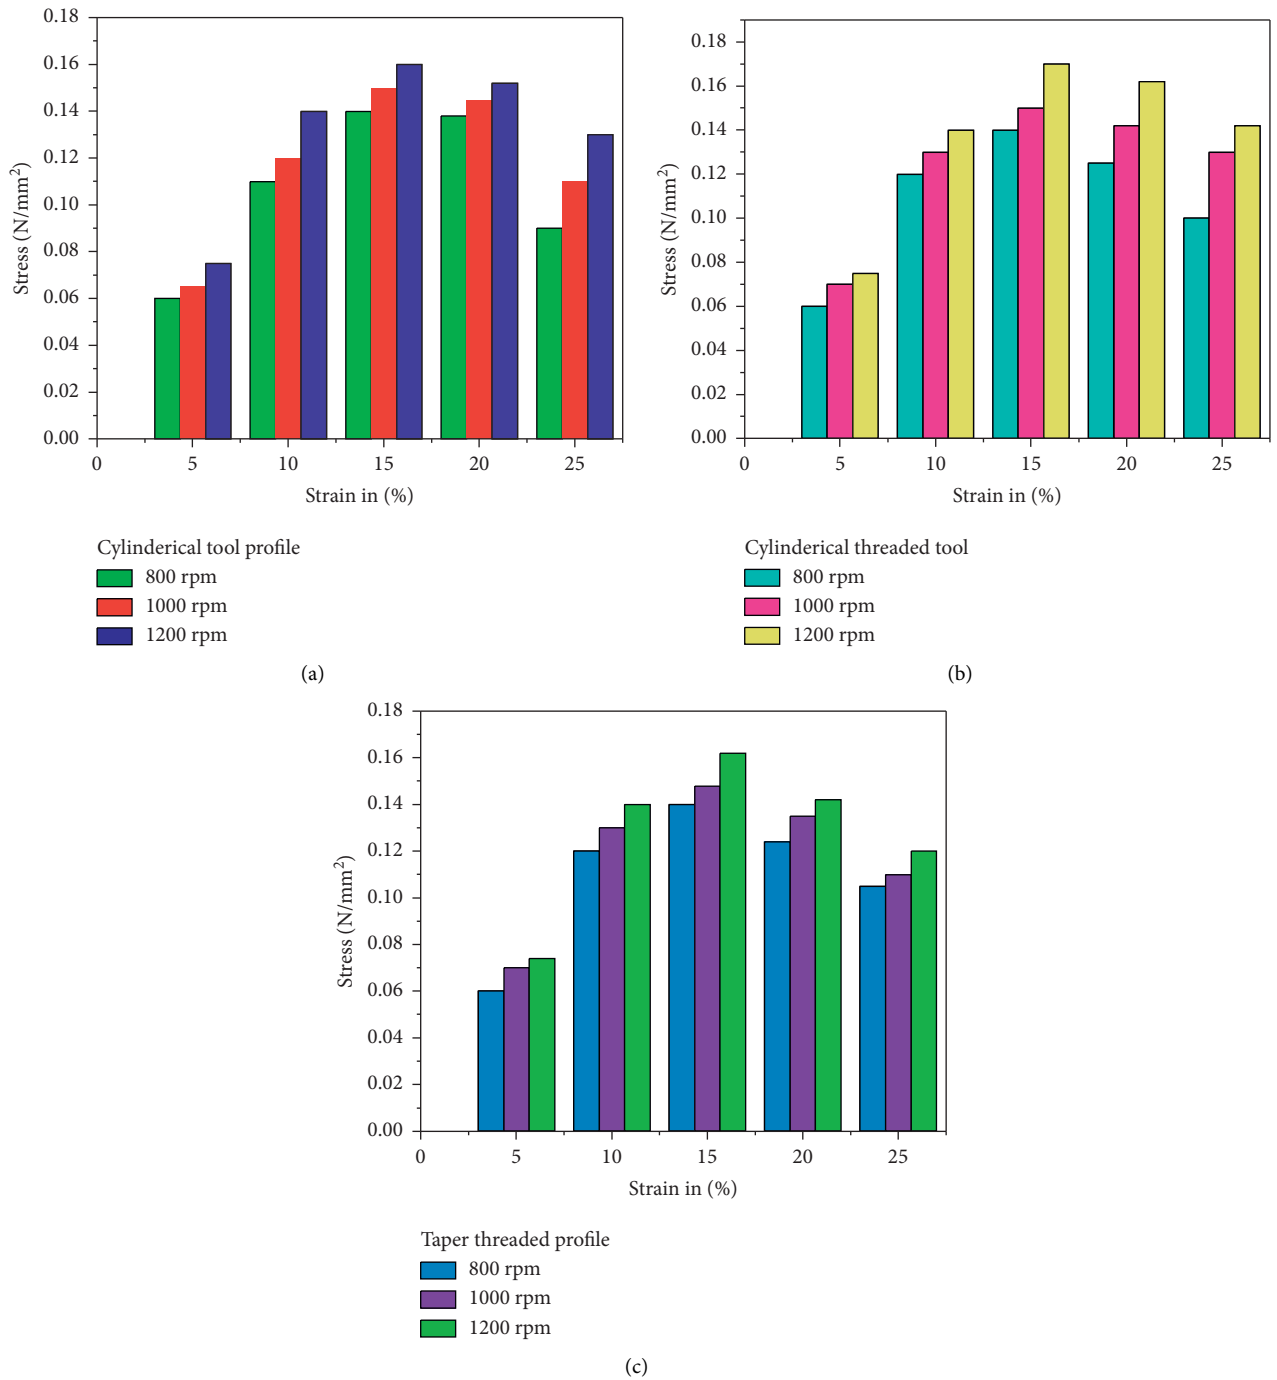 0.18
0.16
0.14
0.12
0.10
0.08
0.06
0.04
0.02
0.00
Stress (N/mm²)
0 5 10 15 20 25
Strain in (%)
Cylinderical tool profile
800 rpm
1000 rpm
1200 rpm
(a)
0.18
0.16
0.14
0.12
0.10
0.08
0.06
0.04
0.02
0.00
Stress (N/mm²)
0 5 10 15 20 25
Strain in (%)
Cylinderical threaded tool
800 rpm
1000 rpm
1200 rpm
(b)
0.18
0.16
0.14
0.12
0.10
0.08
0.06
0.04
0.02
0.00
Stress (N/mm²)
0 5 10 15 20 25
Strain in (%)
Taper threaded profile
800 rpm
1000 rpm
1200 rpm
(c)